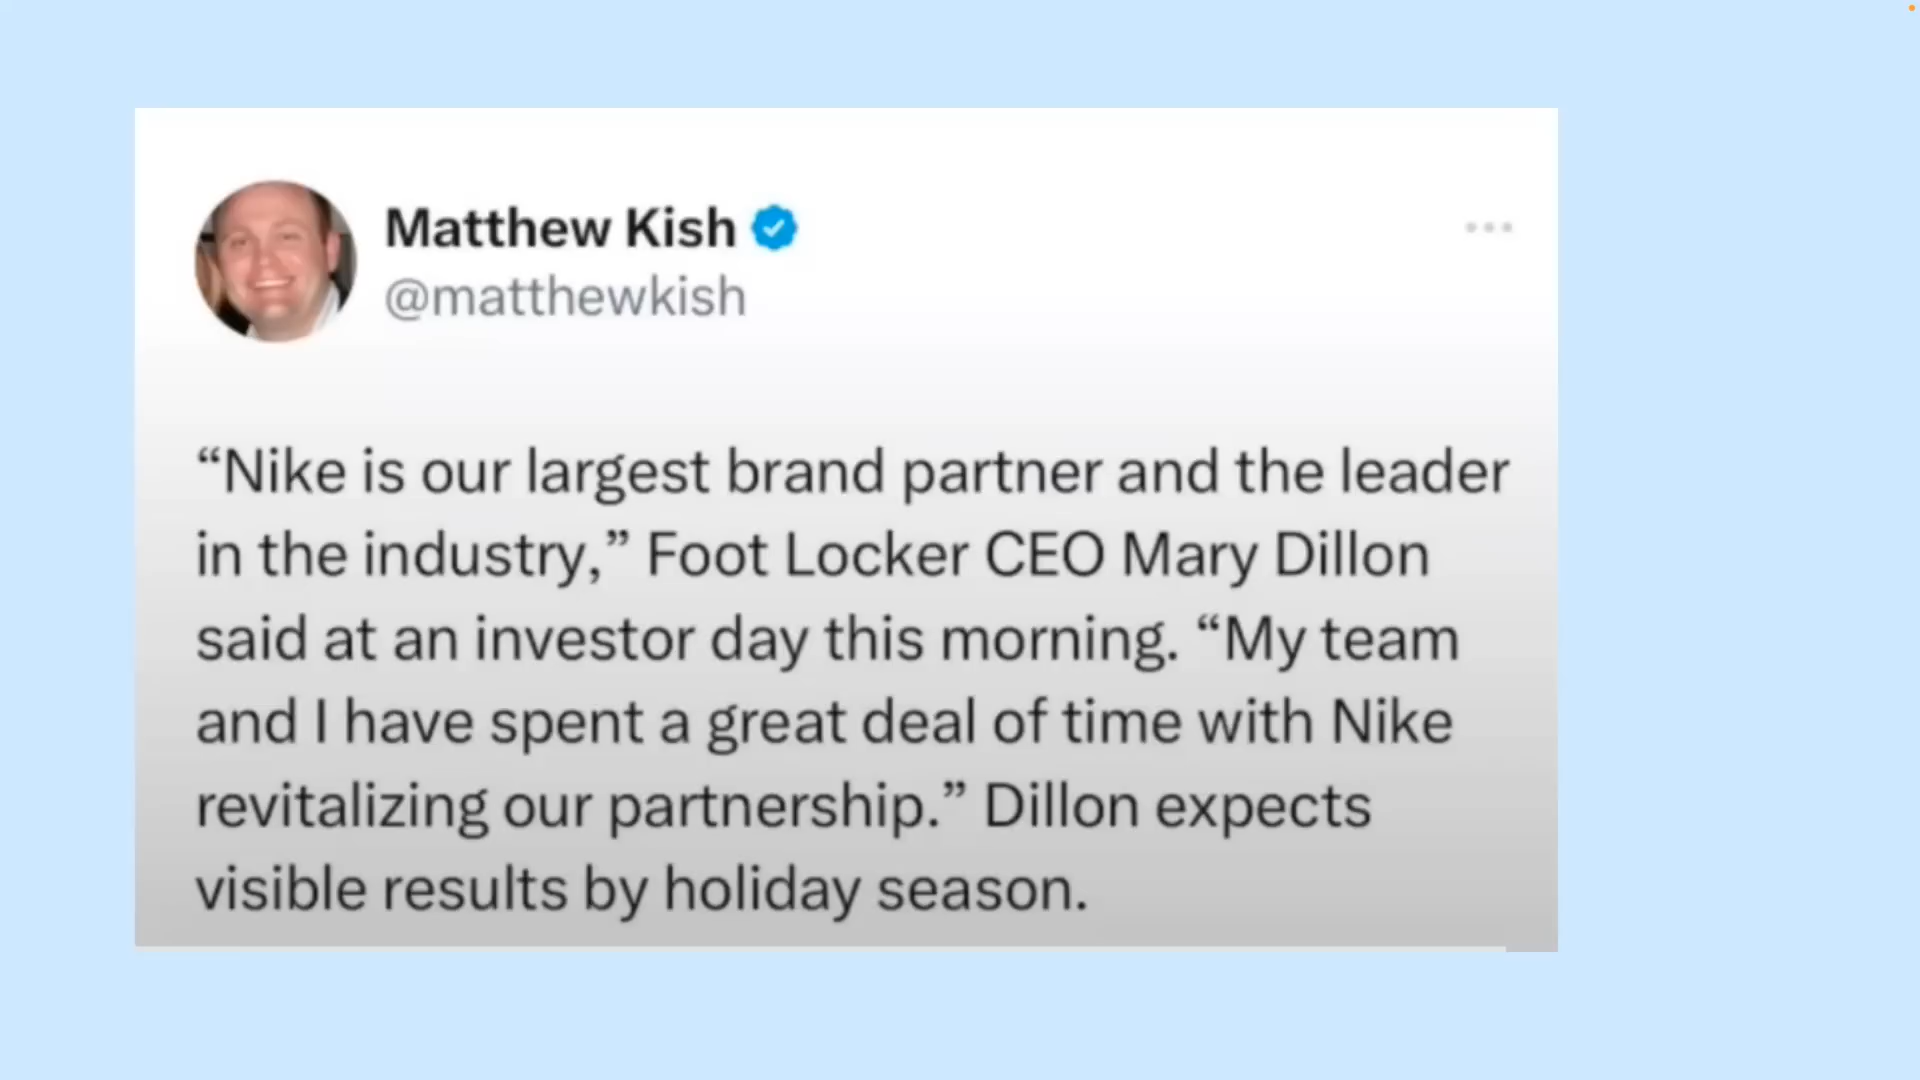 Matthew Kish
@matthewkish
“Nike is our largest brand partner and the leader
in the industry,” Foot Locker CEO Mary Dillon
said at an investor day this morning. “My team
and I have spent a great deal of time with Nike
revitalizing our partnership.” Dillon expects
visible results by holiday season.